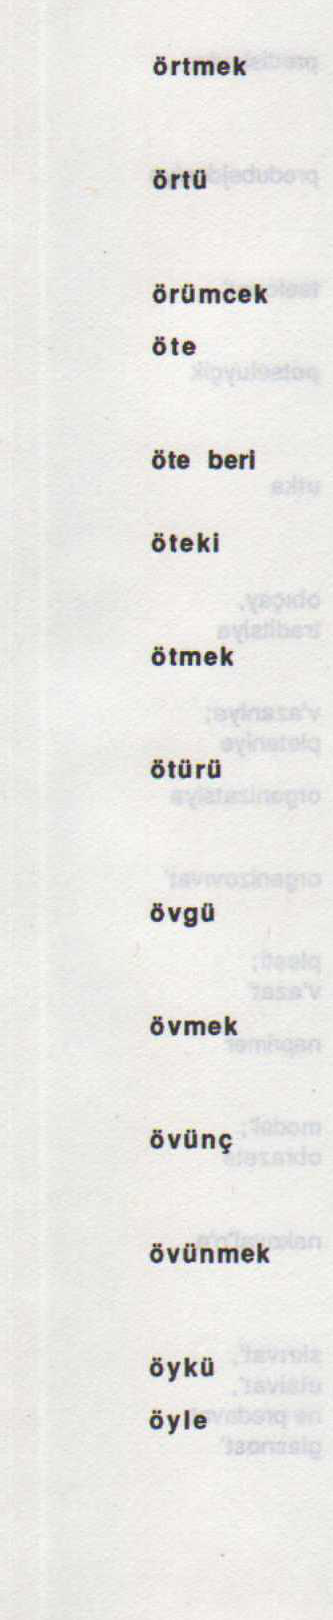 örtmek
örtü
örümcek
öte
öte beri
öteki
ötmek
ötürü
övgü
övmek
övünç
övünmek
öykü
öyle